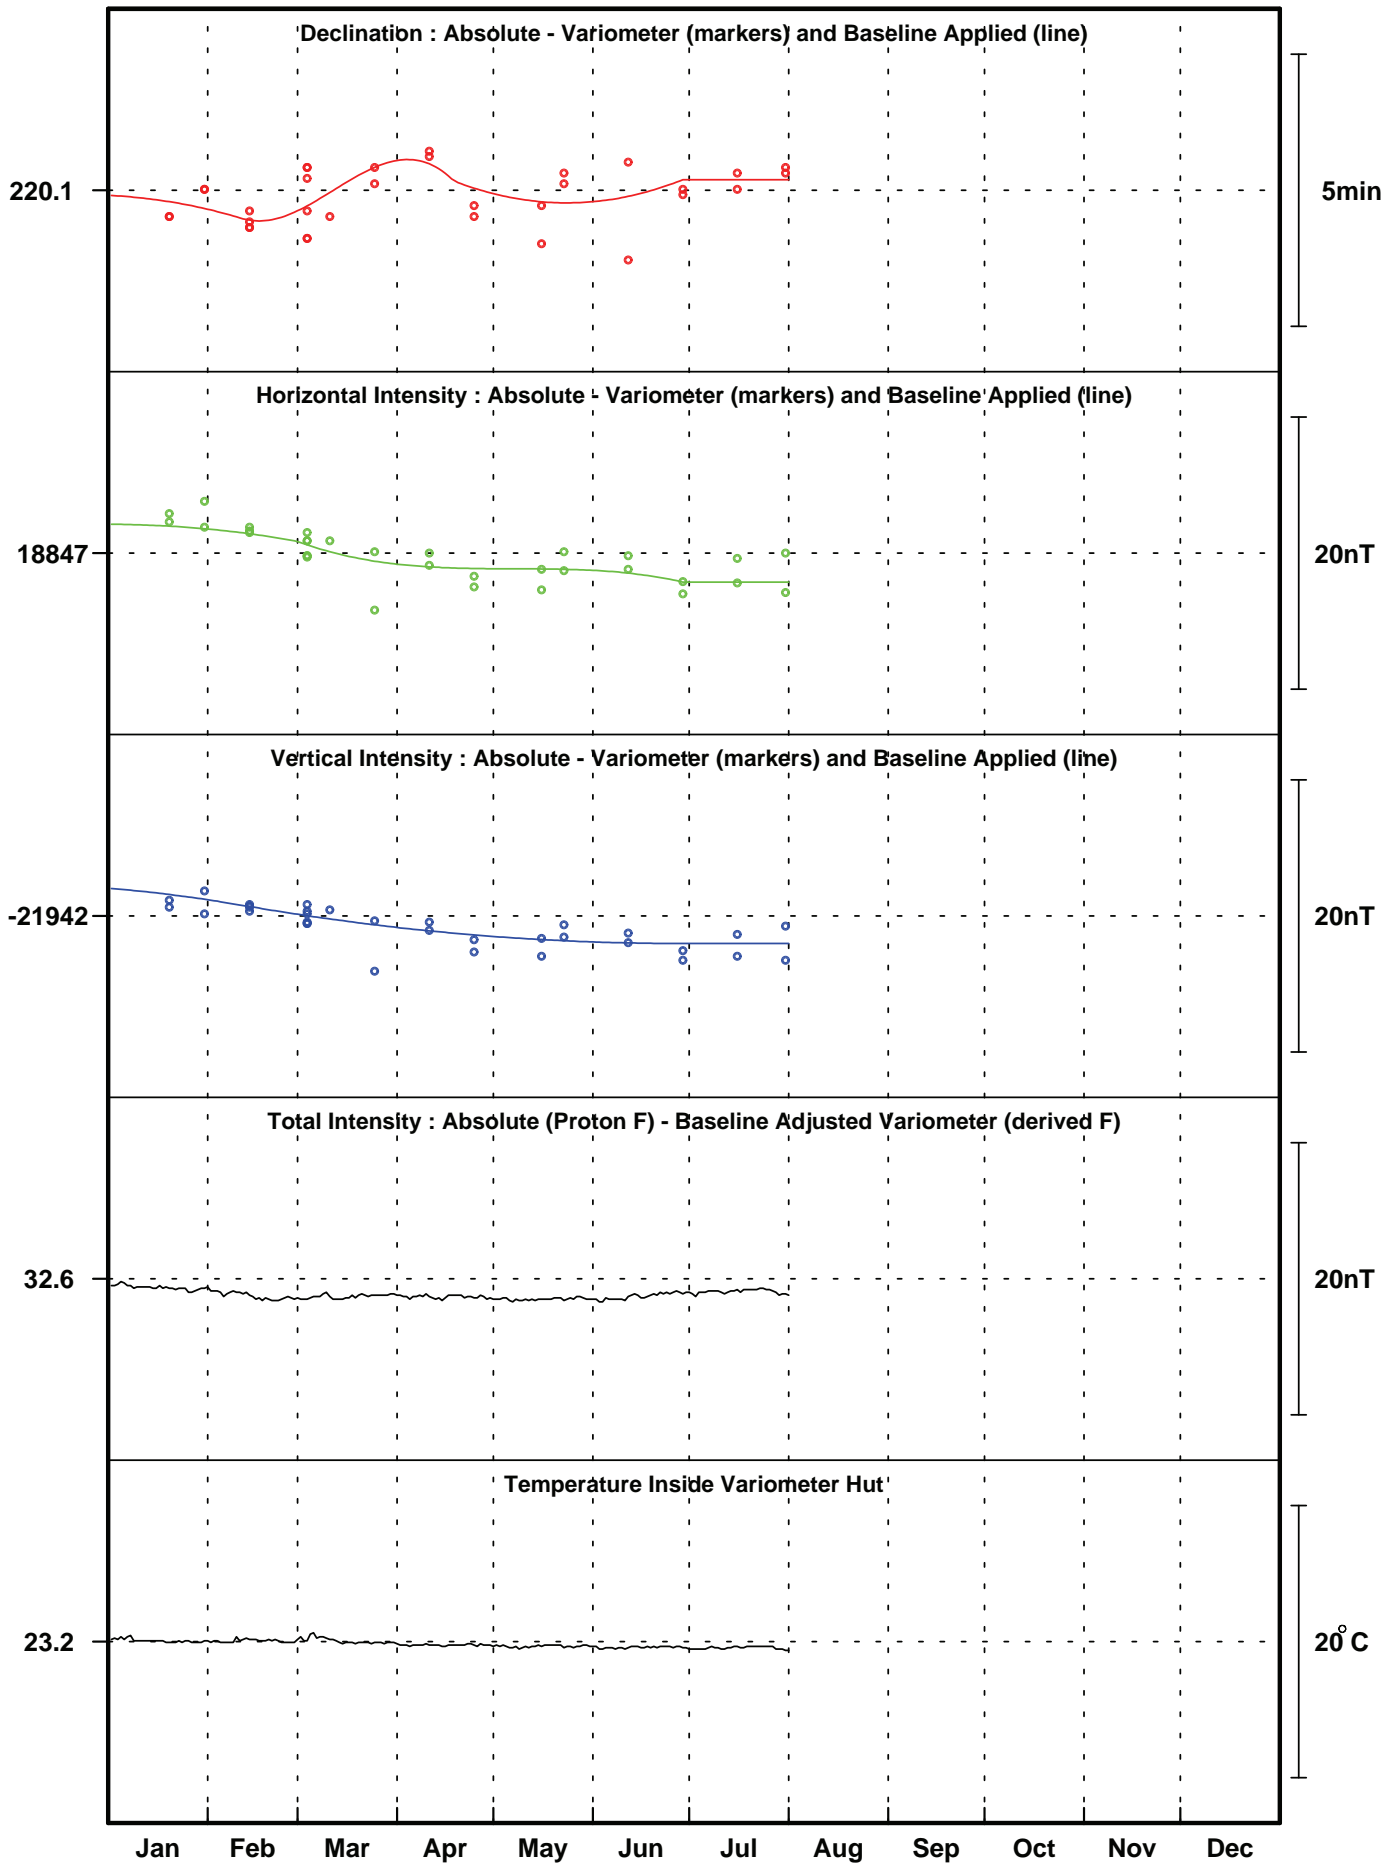 Declination : Absolute - Variometer (markers) and Baseline Applied (line)
220.1
5min
Horizontal Intensity : Absolute - Variometer (markers) and Baseline Applied (line)
18847
20nT
Vertical Intensity : Absolute - Variometer (markers) and Baseline Applied (line)
-21942
20nT
Total Intensity : Absolute (Proton F) - Baseline Adjusted Variometer (derived F)
32.6
20nT
Temperature Inside Variometer Hut
23.2
20°C
Jan Feb Mar Apr May Jun Jul Aug Sep Oct Nov Dec